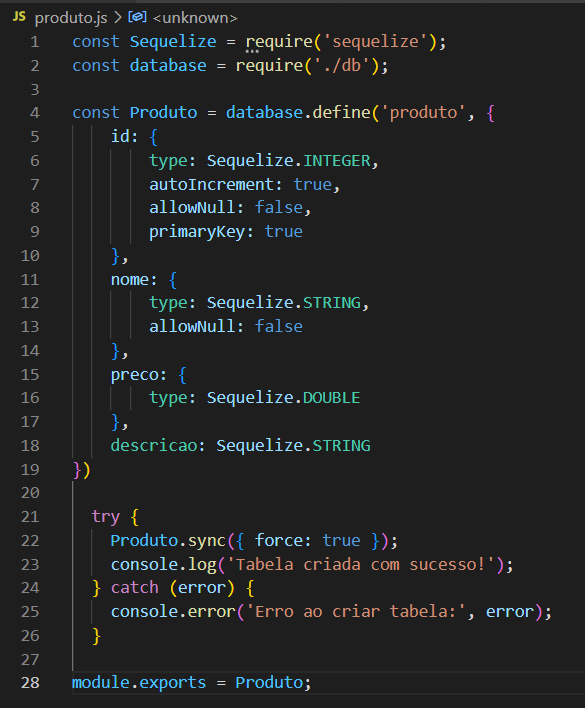 JS produto.js > <unknown>
1 const Sequelize = require('sequelize');
2 const database = require('./db');
3
4 const Produto = database.define('produto', {
5     id: {
6         type: Sequelize.INTEGER,
7         autoIncrement: true,
8         allowNull: false,
9         primaryKey: true
10     },
11     nome: {
12         type: Sequelize.STRING,
13         allowNull: false
14     },
15     preco: {
16         type: Sequelize.DOUBLE
17     },
18     descricao: Sequelize.STRING
19 })
20
21   try {
22     Produto.sync({ force: true });
23     console.log('Tabela criada com sucesso!');
24   } catch (error) {
25     console.error('Erro ao criar tabela:', error);
26   }
27
28 module.exports = Produto;